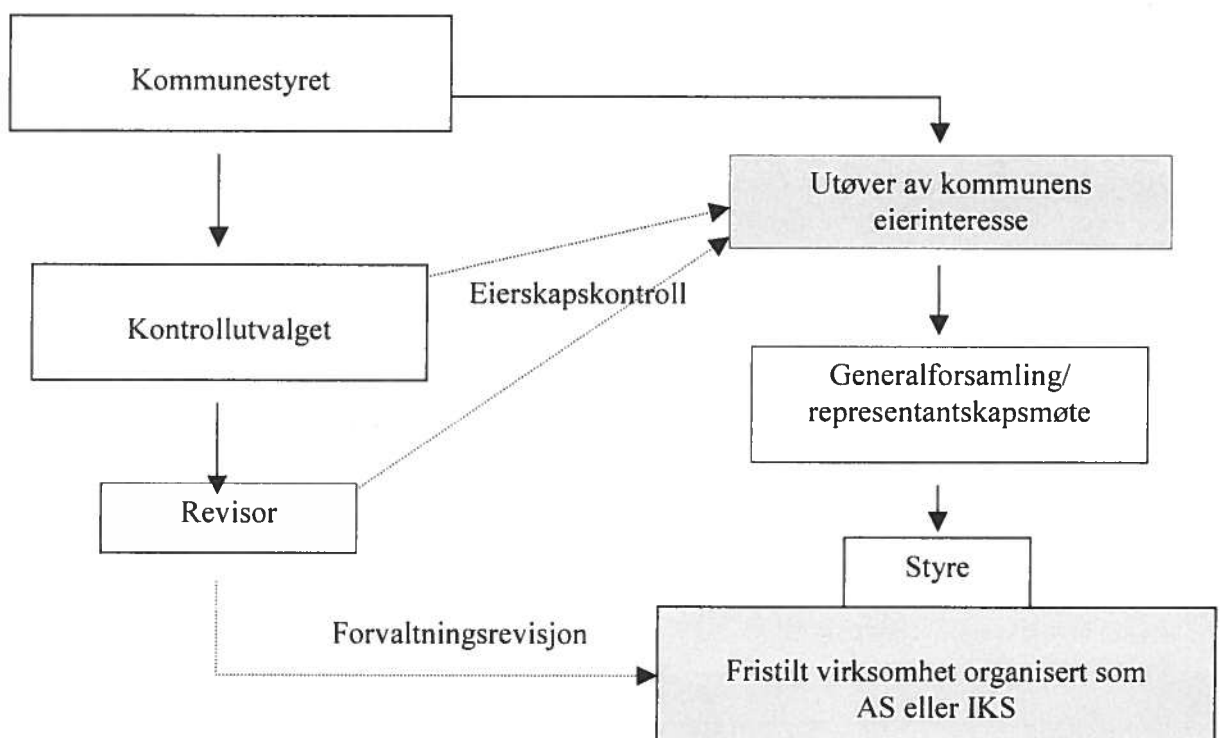 Kommunestyret
Utøver av kommunens
eierinteresse
Eierskapskontroll
Kontrollutvalget
Generalforsamling/
representantskapsmøte
Revisor
Styre
Forvaltningsrevisjon
Fristilt virksomhet organisert som
AS eller IKS